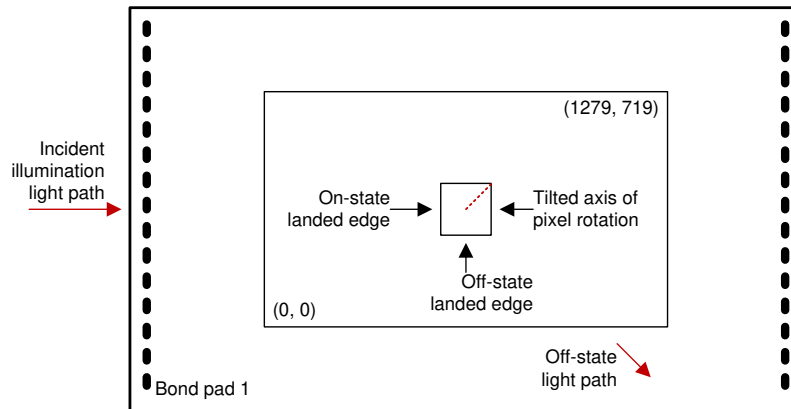 (1279, 719)
Incident
illumination
light path
On-state
landed edge
Tilted axis of
pixel rotation
Off-state
landed edge
(0, 0)
Off-state
light path
Bond pad 1